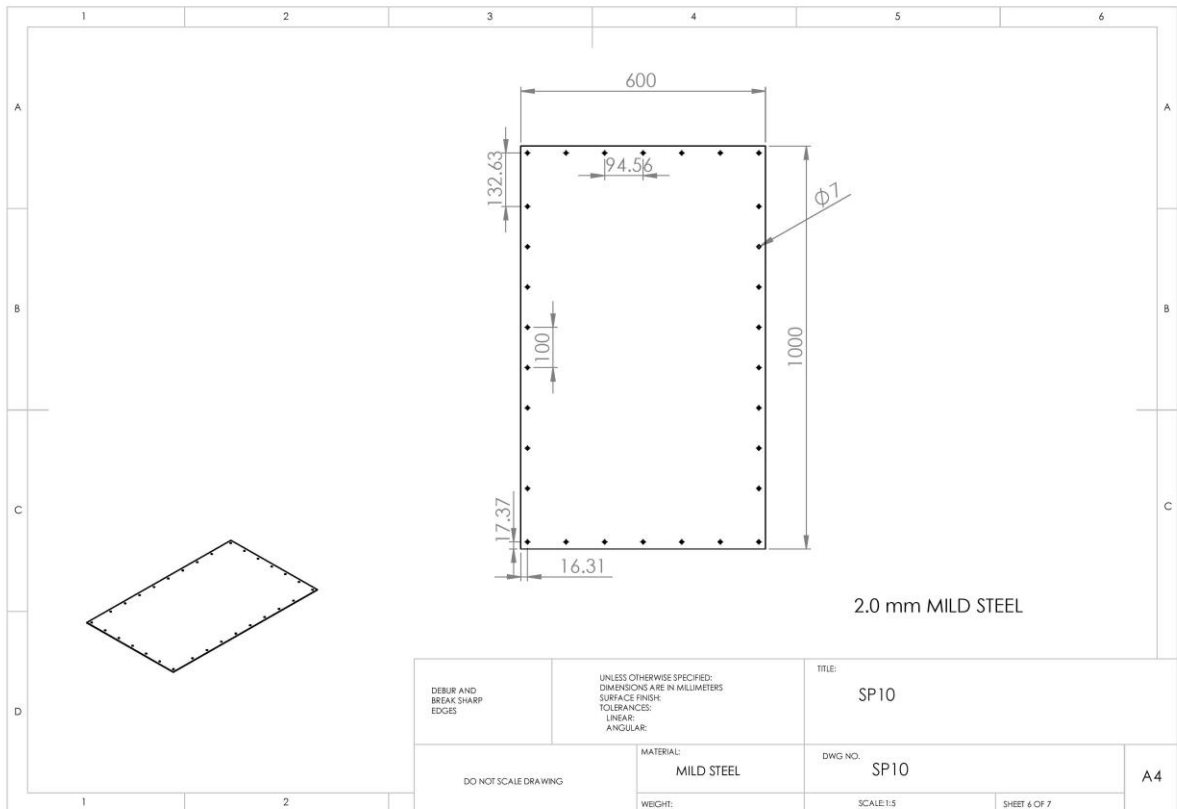 1 2 3 4 5 6
A A
600
132.63
94.56
Ø7
B B
100
1000
C C
17.37
16.31
2.0 mm MILD STEEL
D
DEBUR AND
BREAK SHARP
EDGES
UNLESS OTHERWISE SPECIFIED:
DIMENSIONS ARE IN MILLIMETERS
SURFACE FINISH:
TOLERANCES:
LINEAR:
ANGULAR:
TITLE:
SP10
DO NOT SCALE DRAWING
MATERIAL:
MILD STEEL
DWG NO.
SP10
A4
WEIGHT:
SCALE:1:5
SHEET 6 OF 7
1 2